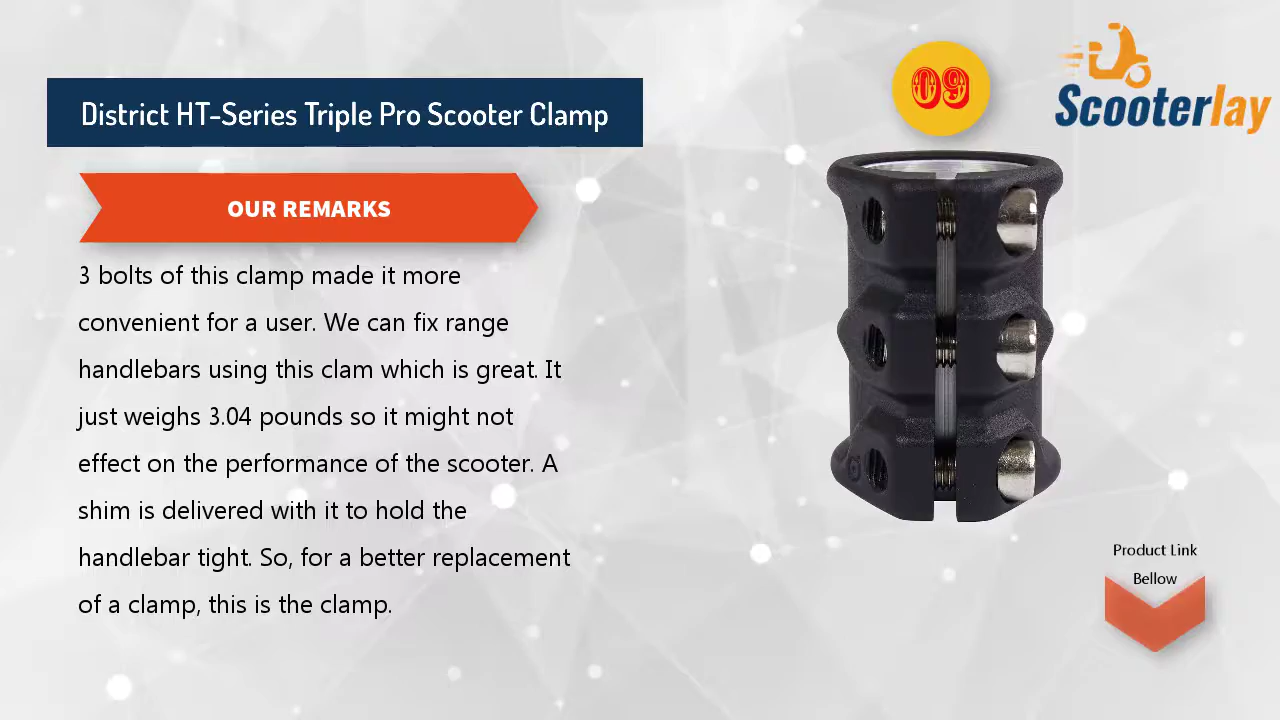 09
Scooterlay
District HT-Series Triple Pro Scooter Clamp
OUR REMARKS
3 bolts of this clamp made it more
convenient for a user. We can fix range
handlebars using this clam which is great. It
just weighs 3.04 pounds so it might not
effect on the performance of the scooter. A
shim is delivered with it to hold the
handlebar tight. So, for a better replacement
of a clamp, this is the clamp.
Product Link
Bellow